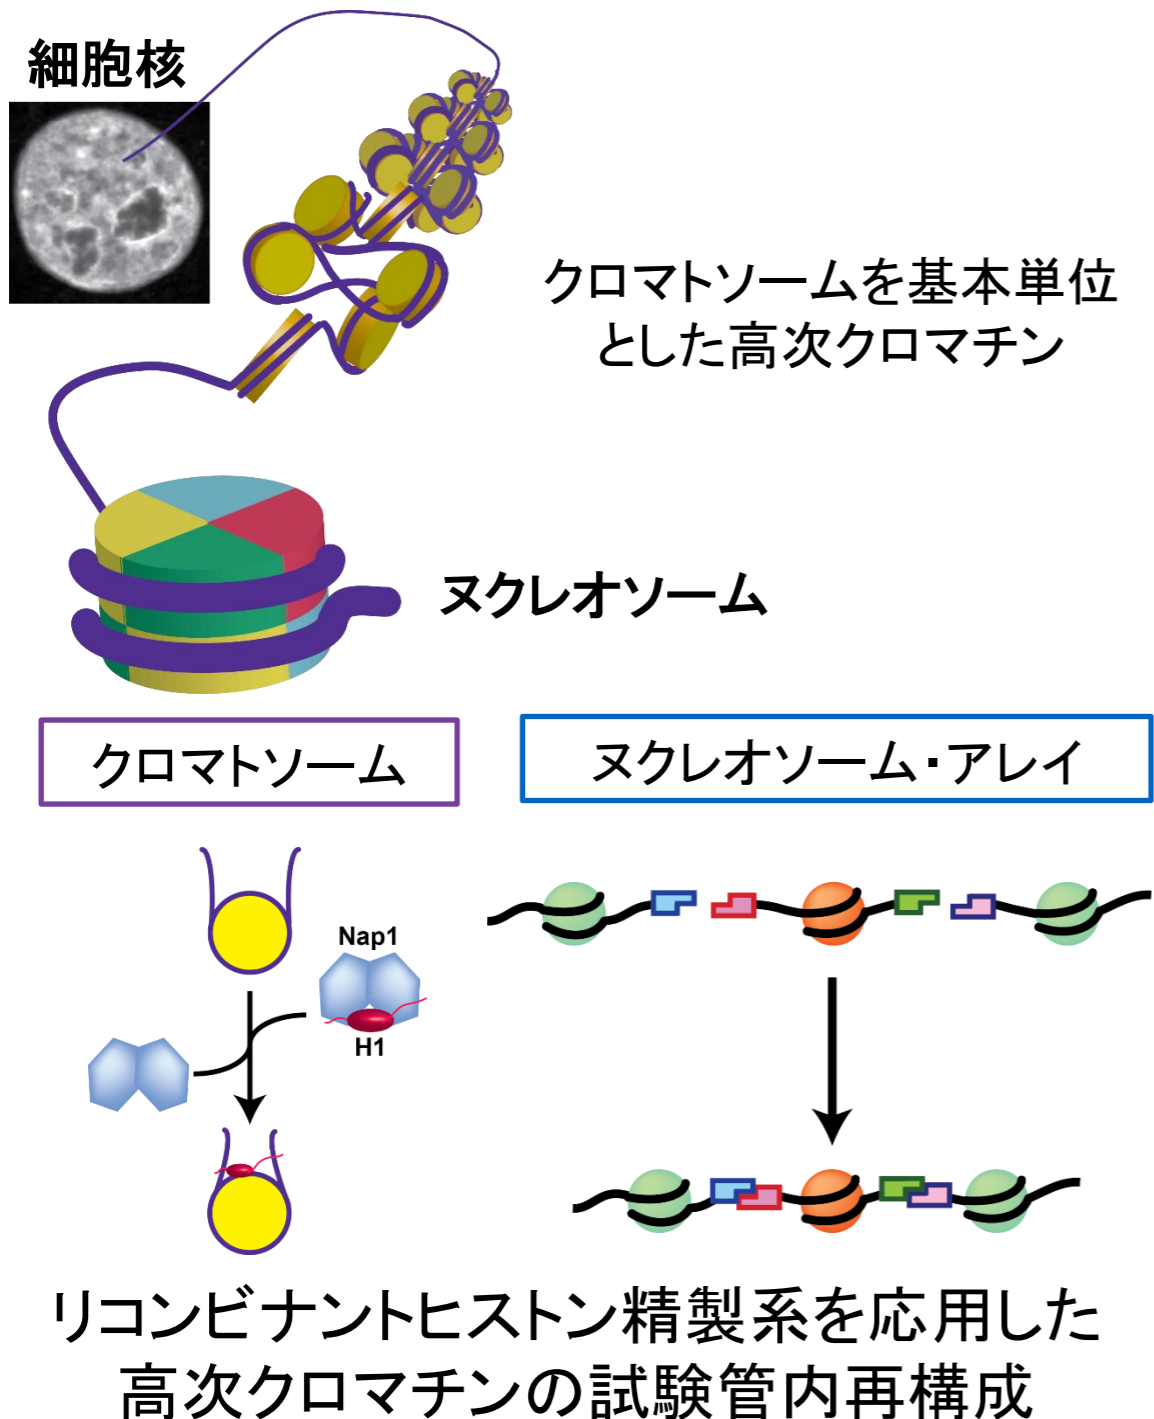 細胞核
クロマトソームを基本単位
とした高次クロマチン
ヌクレオソーム
クロマトソーム
ヌクレオソーム・アレイ
Nap1
H1
リコンビナントヒストン精製系を応用した
高次クロマチンの試験管内再構成